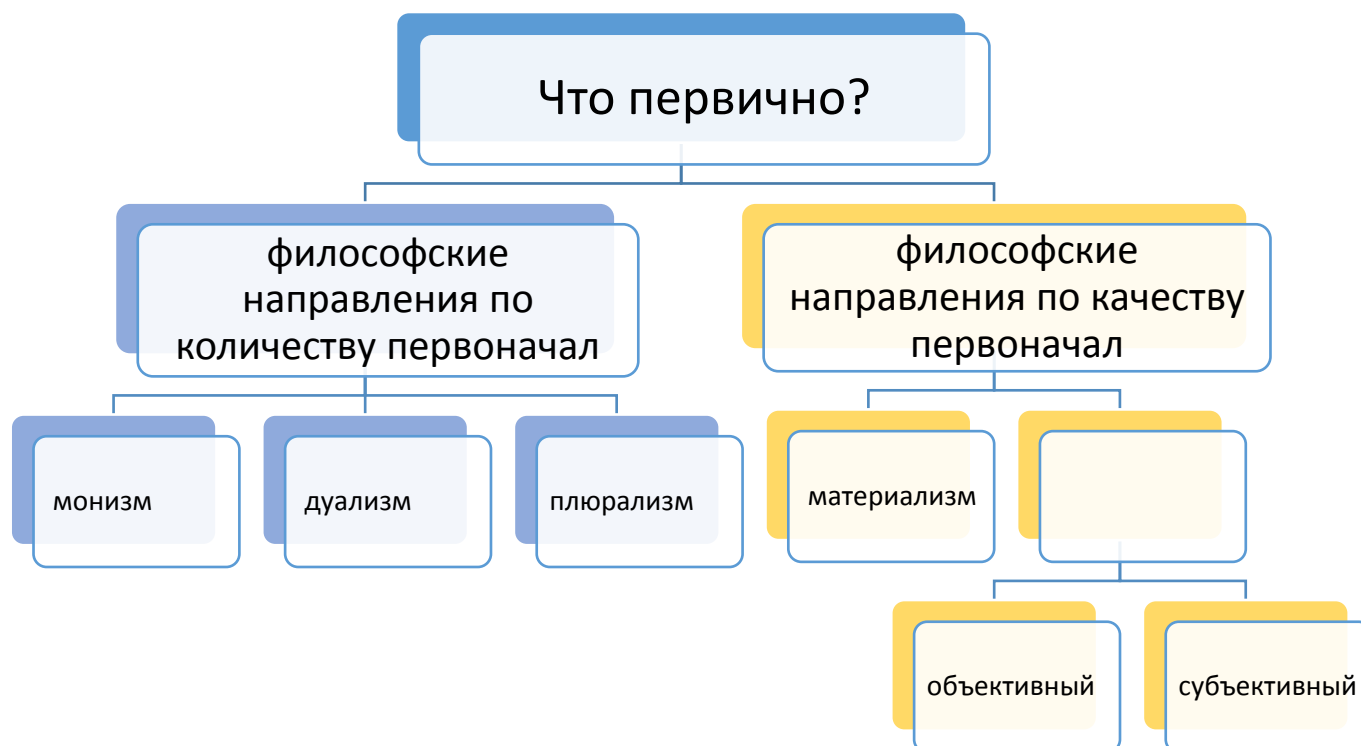 Что первично?
философские
направления по
количеству первоначал
философские
направления по качеству
первоначал
монизм
дуализм
плюрализм
материализм
объективный
субъективный